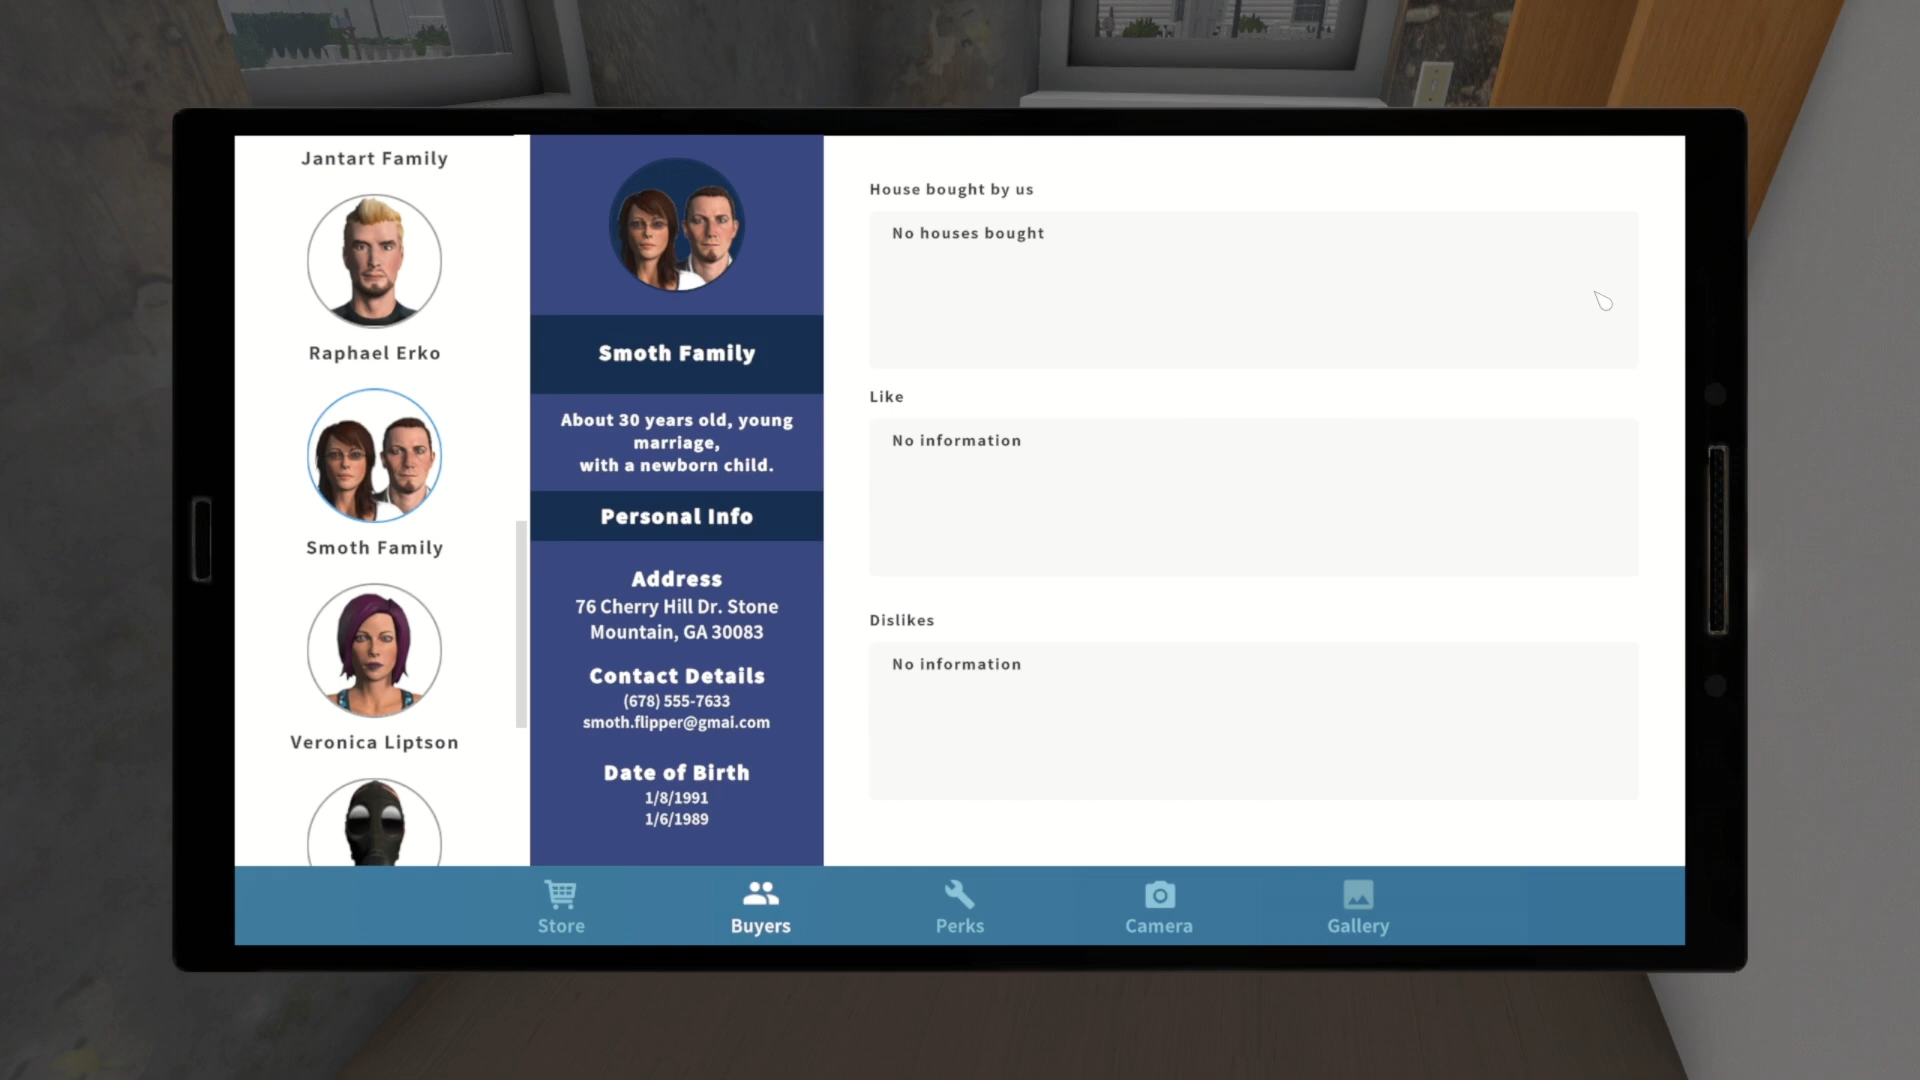 Jantart Family
Raphael Erko
Smoth Family
Veronica Liptson
Smoth Family
About 30 years old, young
marriage,
with a newborn child.
Personal Info
Address
76 Cherry Hill Dr. Stone
Mountain, GA 30083
Contact Details
(678) 555-7633
smoth.flipper@gmai.com
Date of Birth
1/8/1991
1/6/1989
House bought by us
No houses bought
Like
No information
Dislikes
No information
Store
Buyers
Perks
Camera
Gallery